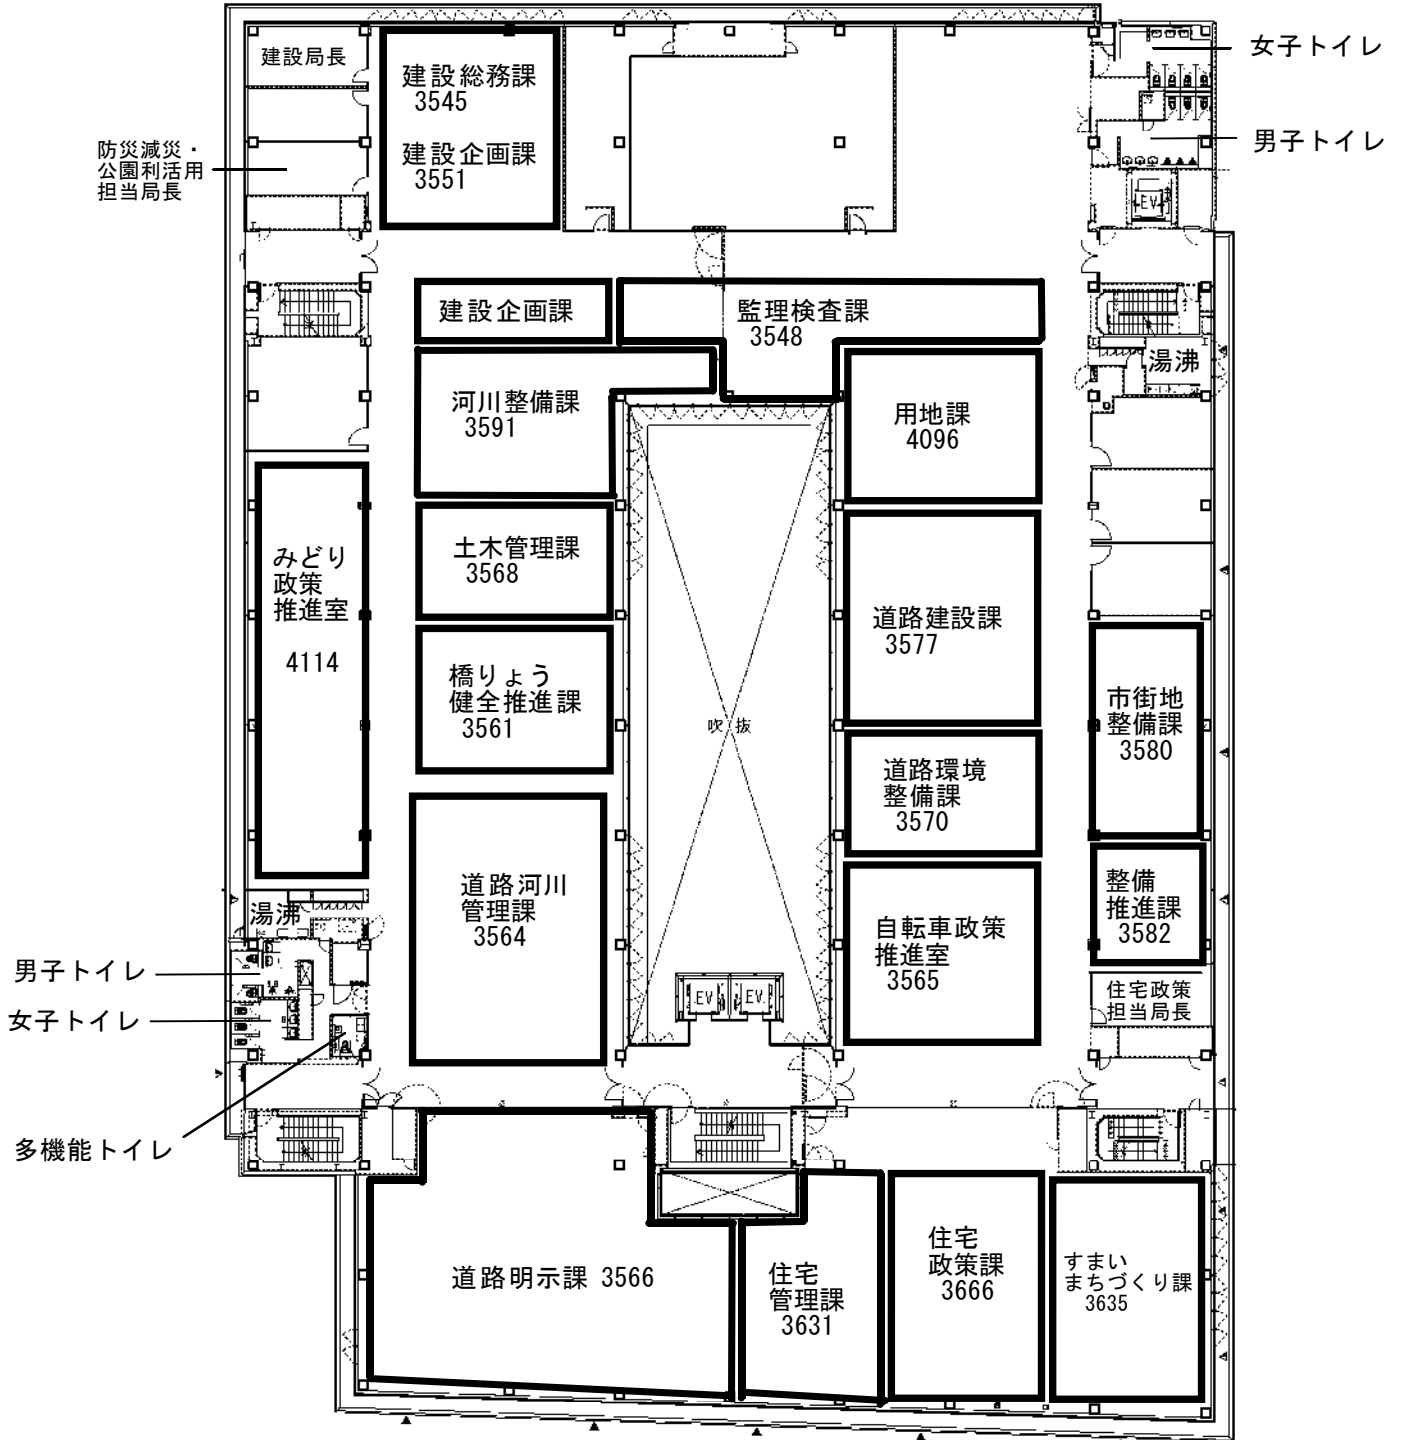 建設局長
建設総務課
3545
建設企画課
3551
女子トイレ
男子トイレ
防災減災・
公園利活用
担当局長
EV
建設企画課
監理検査課
3548
湯沸
河川整備課
3591
用地課
4096
みどり
政策
推進室
4114
土木管理課
3568
道路建設課
3577
橋りょう
健全推進課
3561
吹抜
市街地
整備課
3580
道路環境
整備課
3570
道路河川
管理課
3564
自転車政策
推進室
3565
整備
推進課
3582
湯沸
男子トイレ
女子トイレ
EV
EV
住宅政策
担当局長
多機能トイレ
道路明示課 3566
住宅
管理課
3631
住宅
政策課
3666
すまい
まちづくり課
3635